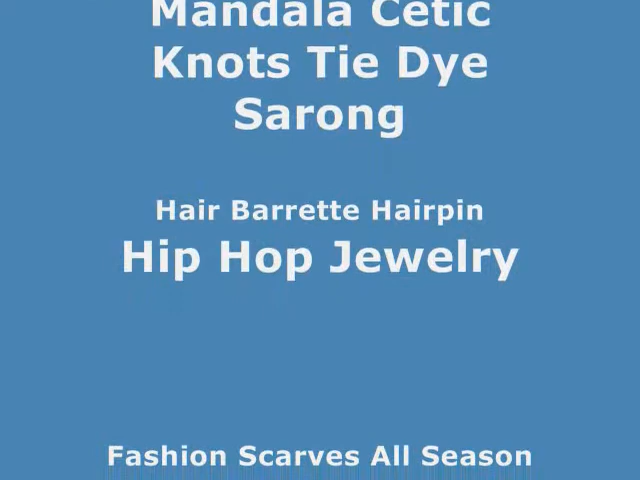 Mandala Cetic
Knots Tie Dye
Sarong
Hair Barrette Hairpin
Hip Hop Jewelry
Fashion Scarves All Season